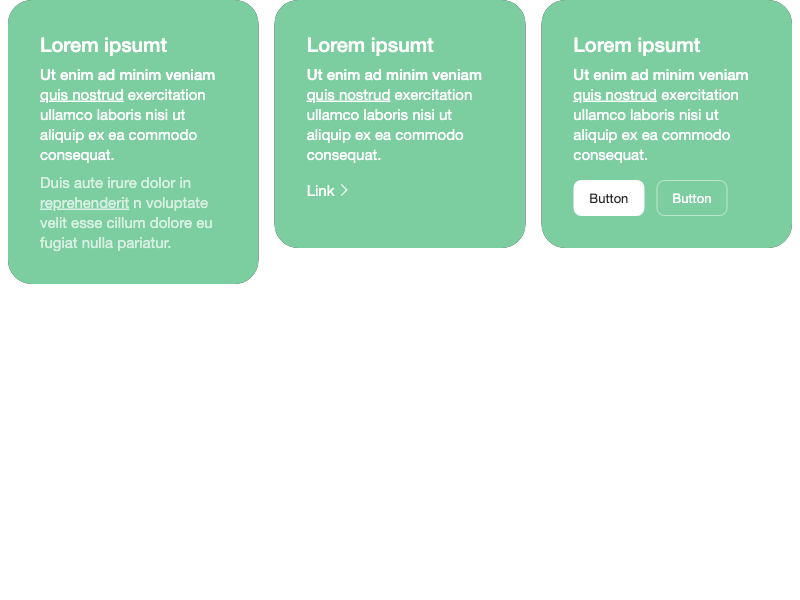 Lorem ipsumt
Ut enim ad minim veniam
quis nostrud exercitation
ullamco laboris nisi ut
aliquip ex ea commodo
consequat.
Duis aute irure dolor in
reprehenderit n voluptate
velit esse cillum dolore eu
fugiat nulla pariatur.
Lorem ipsumt
Ut enim ad minim veniam
quis nostrud exercitation
ullamco laboris nisi ut
aliquip ex ea commodo
consequat.
Link
Lorem ipsumt
Ut enim ad minim veniam
quis nostrud exercitation
ullamco laboris nisi ut
aliquip ex ea commodo
consequat.
Button Button